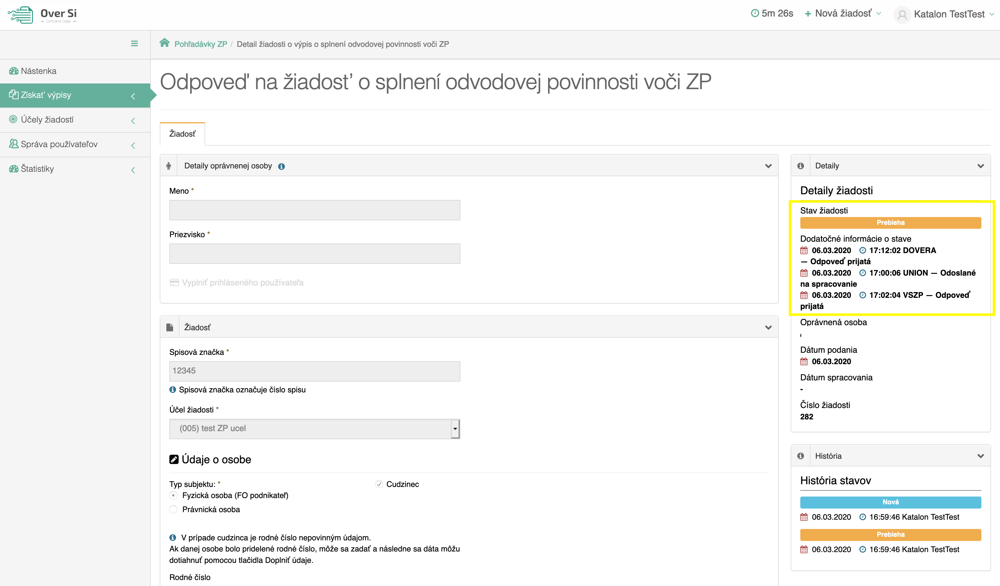 Over Si
— Centrálne údaje —
5m 26s
Nová žiadosť
Katalon TestTest
Pohľadávky ZP / Detail žiadosti o výpis o splnení odvodovej povinnosti voči ZP
Nástenka
Získať výpisy
Účely žiadostí
Správa používateľov
Štatistiky
Odpoveď na žiadosť o splnení odvodovej povinnosti voči ZP
Žiadosť
Detaily oprávnenej osoby
Meno *
Priezvisko *
Vyplniť prihláseného používateľa
Žiadosť
Spisová značka *
12345
Spisová značka označuje číslo spisu
Účel žiadosti *
(005) test ZP ucel
Údaje o osobe
Typ subjektu: *
Cudzinec
Fyzická osoba (FO podnikateľ)
Právnická osoba
V prípade cudzinca je rodné číslo nepovinným údajom.
Ak danej osobe bolo pridelené rodné číslo, môže sa zadať a následne sa dáta môžu
dotiahnuť pomocou tlačidla Doplniť údaje.
Rodné číslo
Detaily
Detaily žiadosti
Stav žiadosti
Prebieha
Dodatočné informácie o stave
06.03.2020 17:12:02 DOVERA
— Odpoveď prijatá
06.03.2020 17:00:06 UNION — Odoslané
na spracovanie
06.03.2020 17:02:04 VSZP — Odpoveď
prijatá
Oprávnená osoba
Dátum podania
06.03.2020
Dátum spracovania
-
Číslo žiadosti
282
História
História stavov
Nová
06.03.2020 16:59:46 Katalon TestTest
Prebieha
06.03.2020 16:59:46 Katalon TestTest